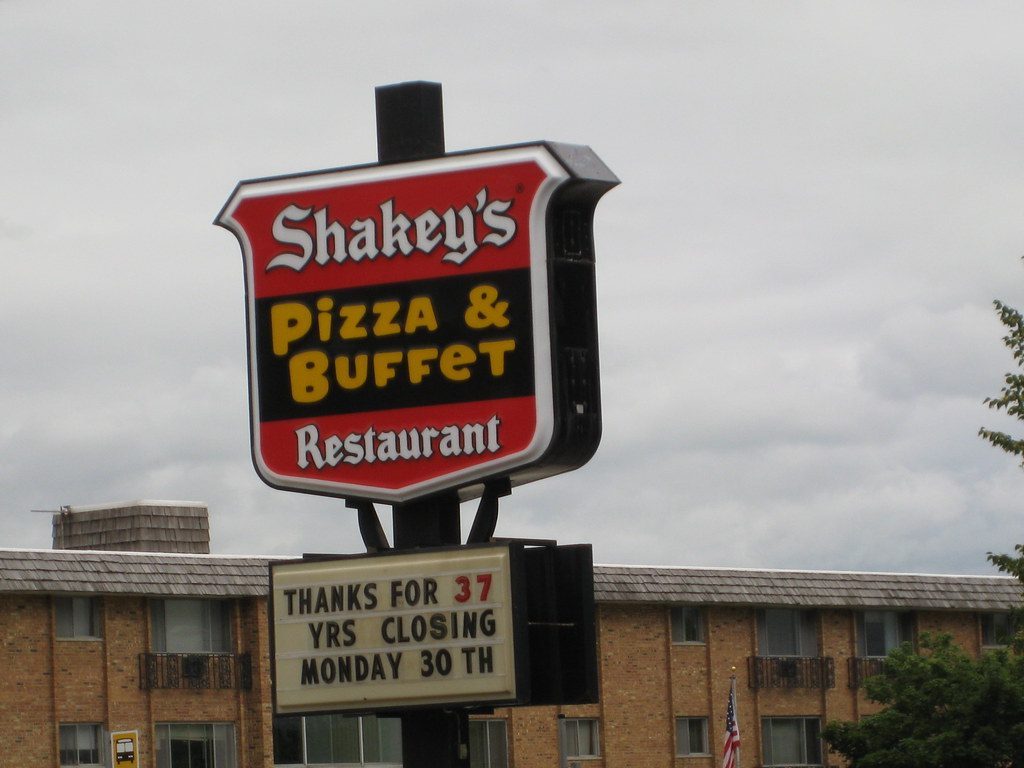 Shakey's®
Pizza &
Buffet
Restaurant
THANKS FOR 37
YRS CLOSING
MONDAY 30 TH